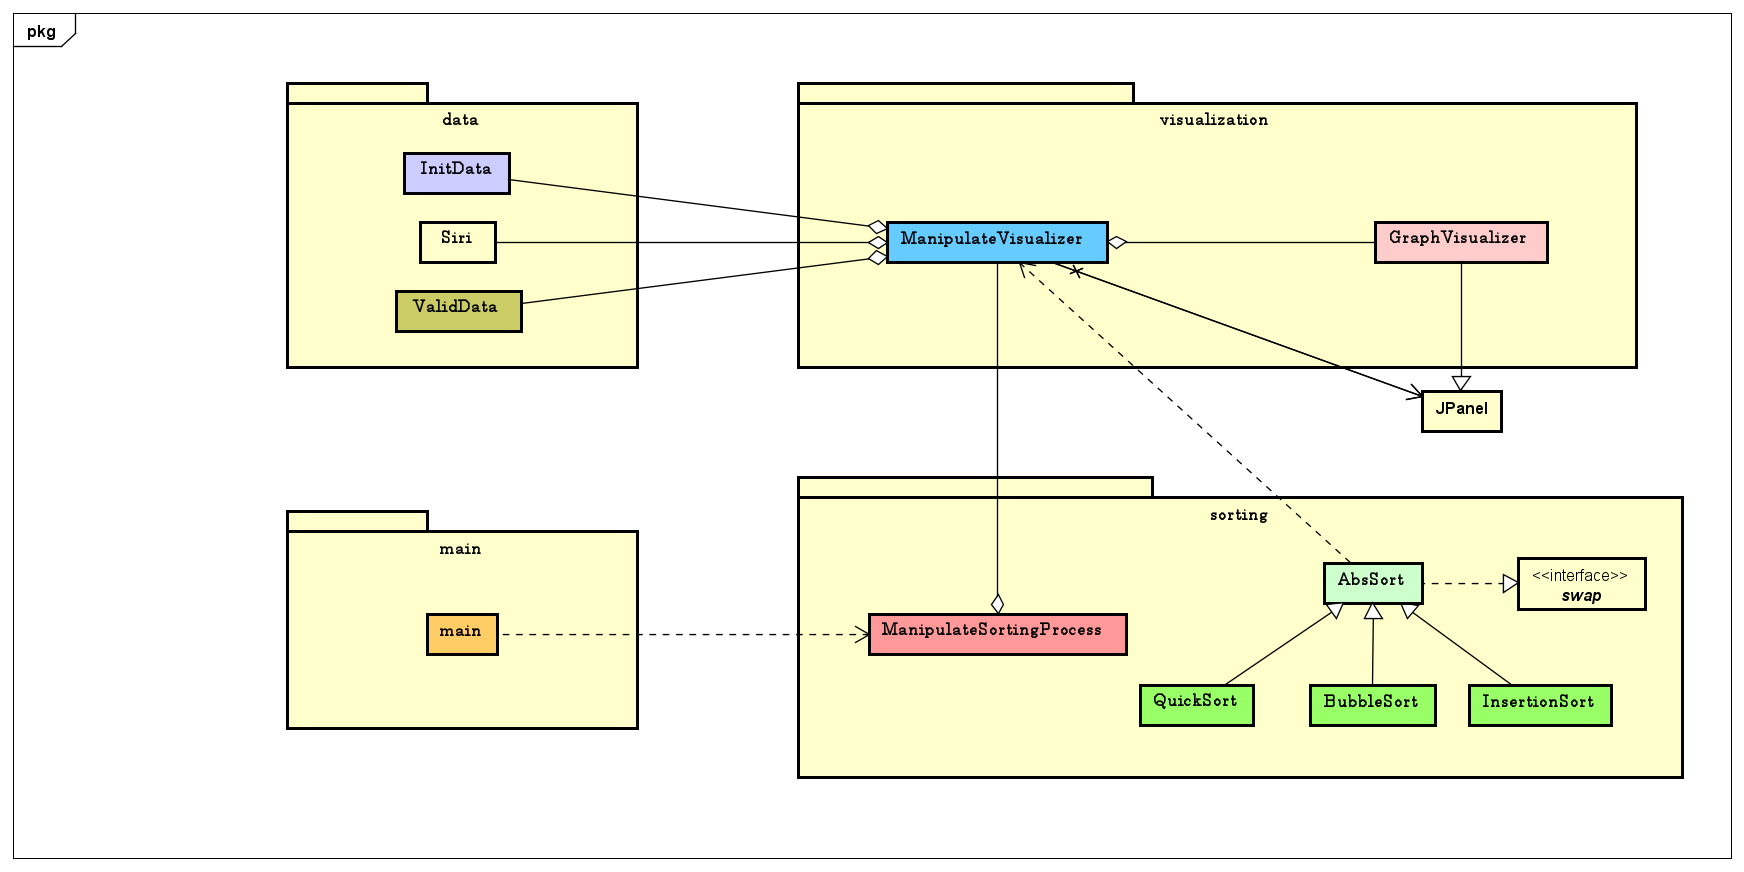 pkg
data
InitData
Siri
ValidData
visualization
ManipulateVisualizer
GraphVisualizer
JPanel
main
main
sorting
ManipulateSortingProcess
AbsSort
<<interface>>
swap
QuickSort
BubbleSort
InsertionSort